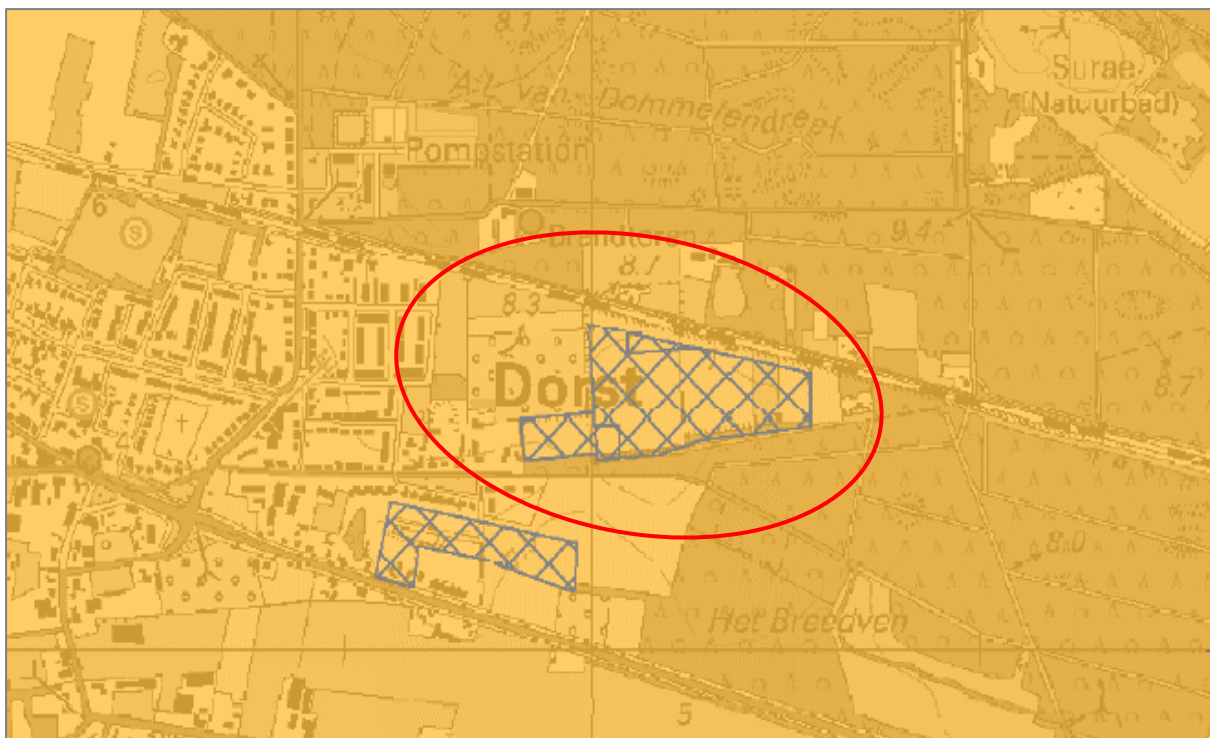 8.1
Surae
(Natuurbad)
A.L. van Dommelendreef
Pompstation
6
S
Brandtoren
9.4
8.7
8.3
8.7
Dorst
S
8.0
Het Breedven
5